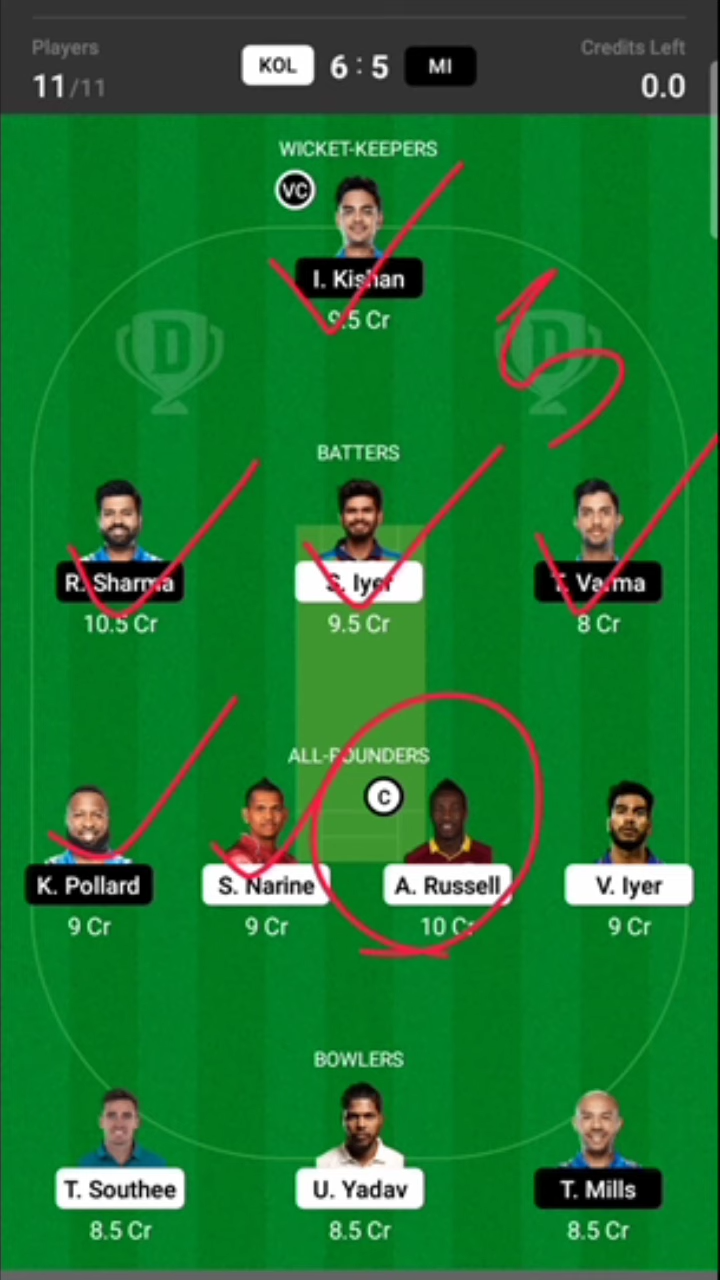 Players
Credits Left
11/11
KOL 6 : 5 MI
0.0
WICKET-KEEPERS
VC
I. Kishan
9.5 Cr
D D
BATTERS
R. Sharma S. Iyer T. Varma
10.5 Cr 9.5 Cr 8 Cr
ALL-ROUNDERS
C
K. Pollard S. Narine A. Russell V. Iyer
9 Cr 9 Cr 10 Cr 9 Cr
BOWLERS
T. Southee U. Yadav T. Mills
8.5 Cr 8.5 Cr 8.5 Cr